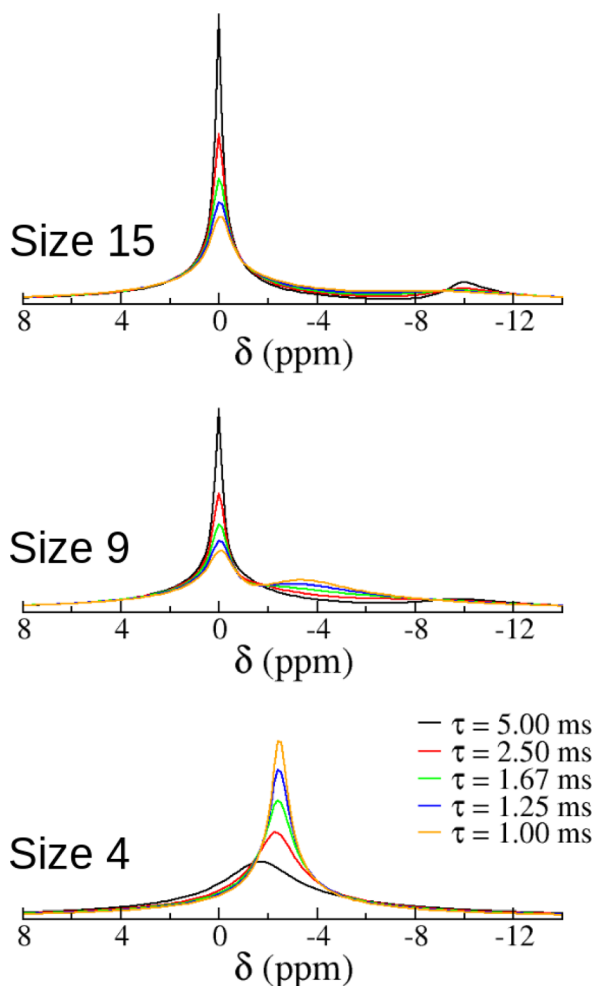 Size 15
8 4 0 -4 -8 -12
δ (ppm)
Size 9
8 4 0 -4 -8 -12
δ (ppm)
τ = 5.00 ms
τ = 2.50 ms
τ = 1.67 ms
τ = 1.25 ms
τ = 1.00 ms
Size 4
8 4 0 -4 -8 -12
δ (ppm)